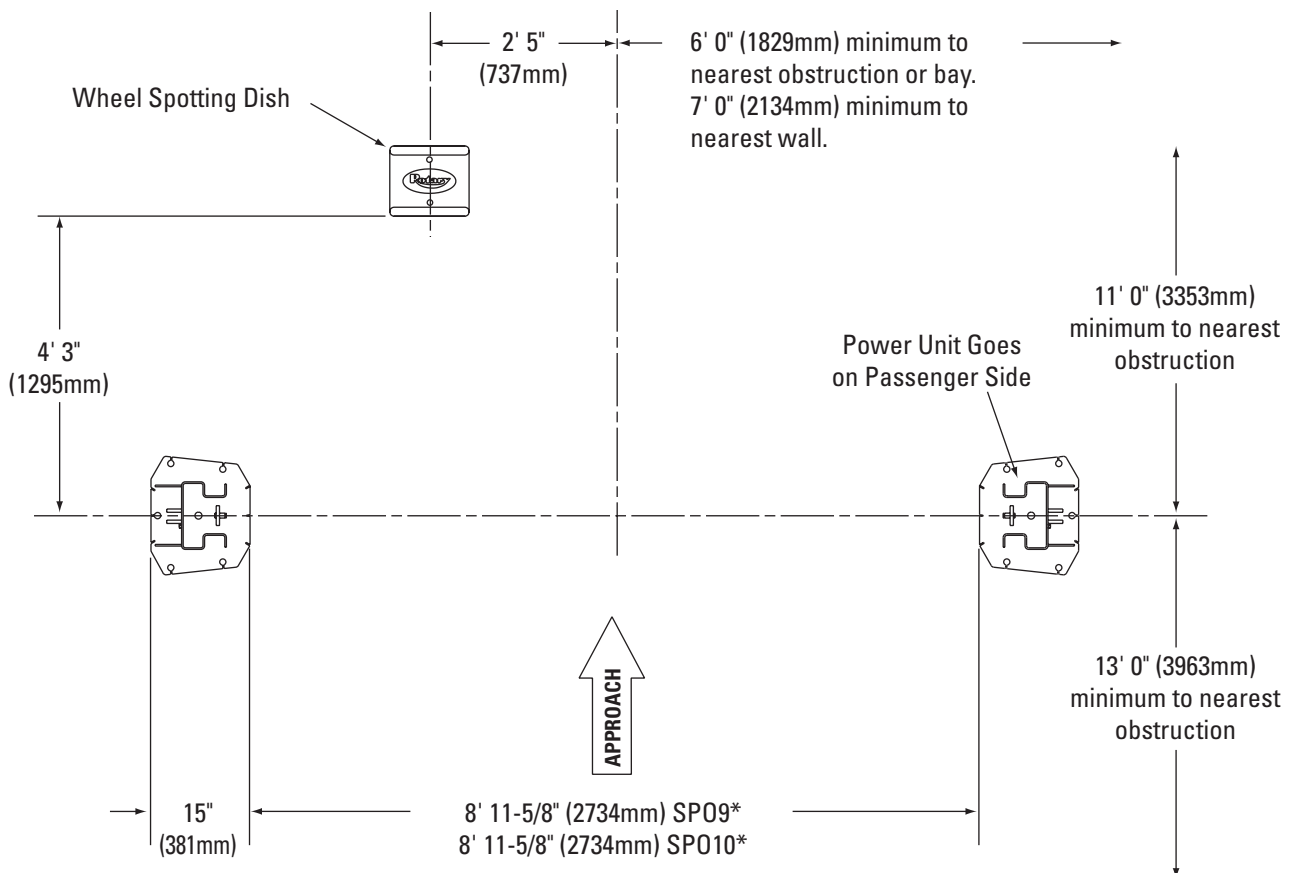 2' 5"
(737mm)
6' 0" (1829mm) minimum to
nearest obstruction or bay.
7' 0" (2134mm) minimum to
nearest wall.
Wheel Spotting Dish
Rotary
11' 0" (3353mm)
minimum to nearest
obstruction
4' 3"
(1295mm)
Power Unit Goes
on Passenger Side
APPROACH
13' 0" (3963mm)
minimum to nearest
obstruction
15"
(381mm)
8' 11-5/8" (2734mm) SPO9*
8' 11-5/8" (2734mm) SPO10*